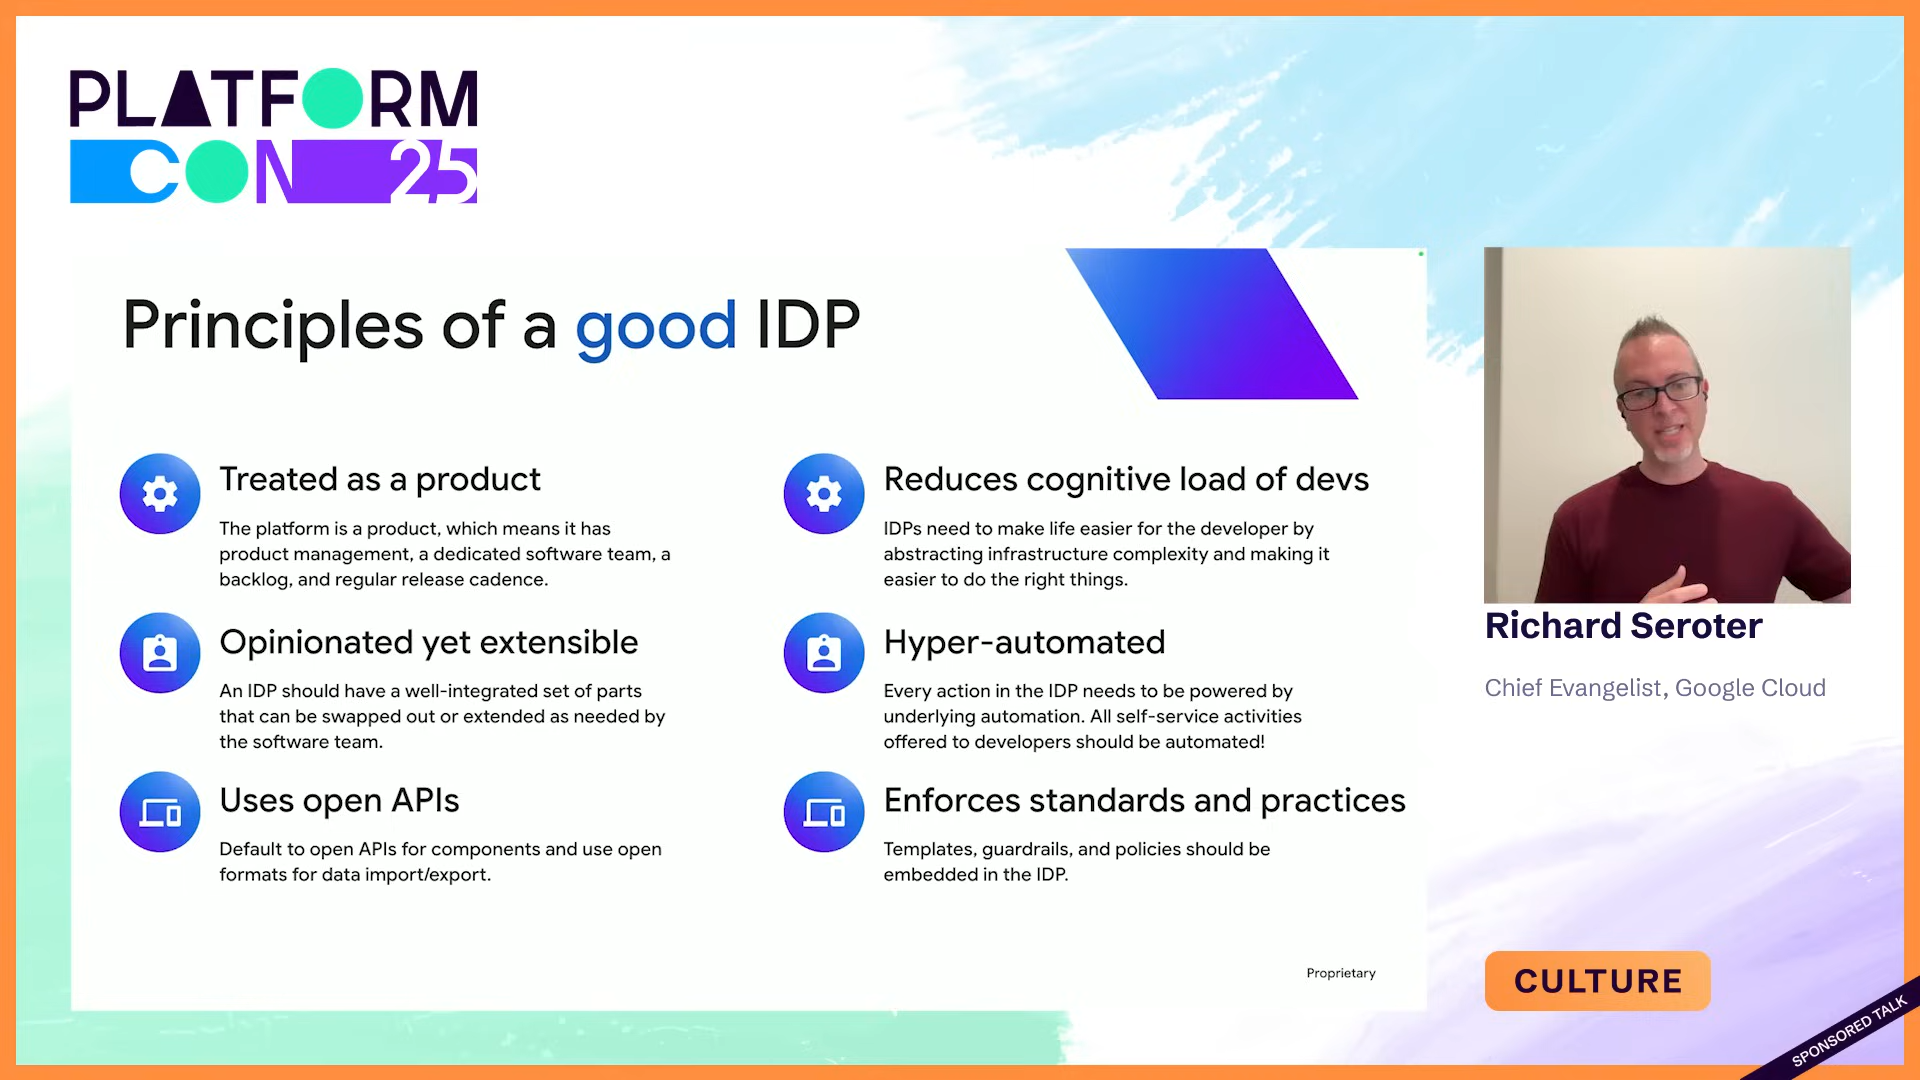 PLATFORM
CON 25
Principles of a good IDP
Treated as a product
The platform is a product, which means it has
product management, a dedicated software team, a
backlog, and regular release cadence.
Reduces cognitive load of devs
IDPs need to make life easier for the developer by
abstracting infrastructure complexity and making it
easier to do the right things.
Opinionated yet extensible
An IDP should have a well-integrated set of parts
that can be swapped out or extended as needed by
the software team.
Hyper-automated
Every action in the IDP needs to be powered by
underlying automation. All self-service activities
offered to developers should be automated!
Uses open APIs
Default to open APIs for components and use open
formats for data import/export.
Enforces standards and practices
Templates, guardrails, and policies should be
embedded in the IDP.
Proprietary
Richard Seroter
Chief Evangelist, Google Cloud
CULTURE
SPONSORED TALK